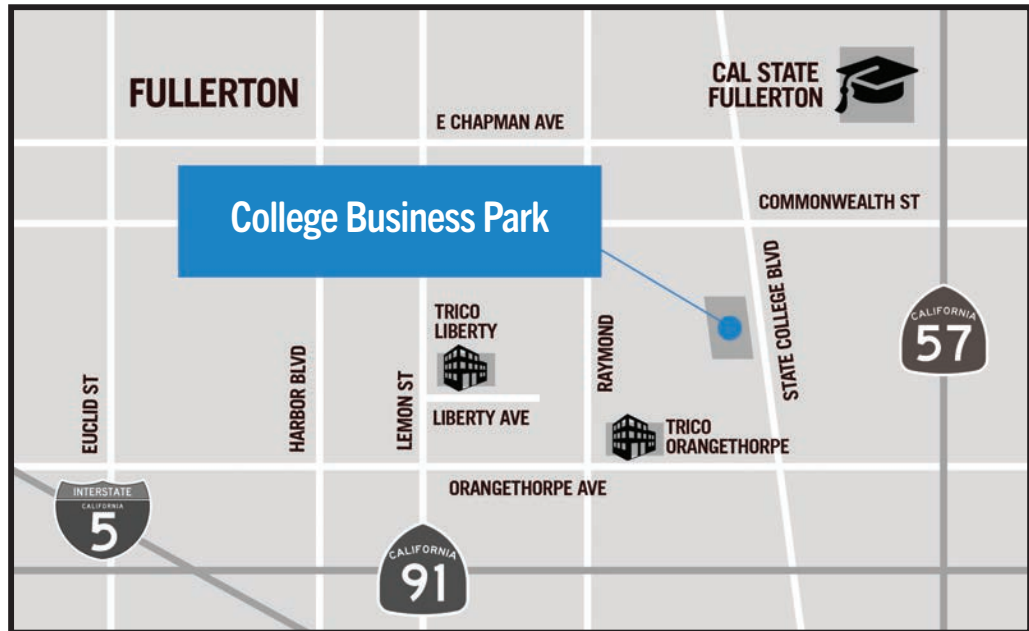 FULLERTON
CAL STATE
FULLERTON
E CHAPMAN AVE
College Business Park
COMMONWEALTH ST
TRICO
LIBERTY
RAYMOND
STATE COLLEGE BLVD
CALIFORNIA
57
EUCLID ST
HARBOR BLVD
LEMON ST
LIBERTY AVE
TRICO
ORANGETHORPE
ORANGETHORPE AVE
INTERSTATE
CALIFORNIA
5
CALIFORNIA
91